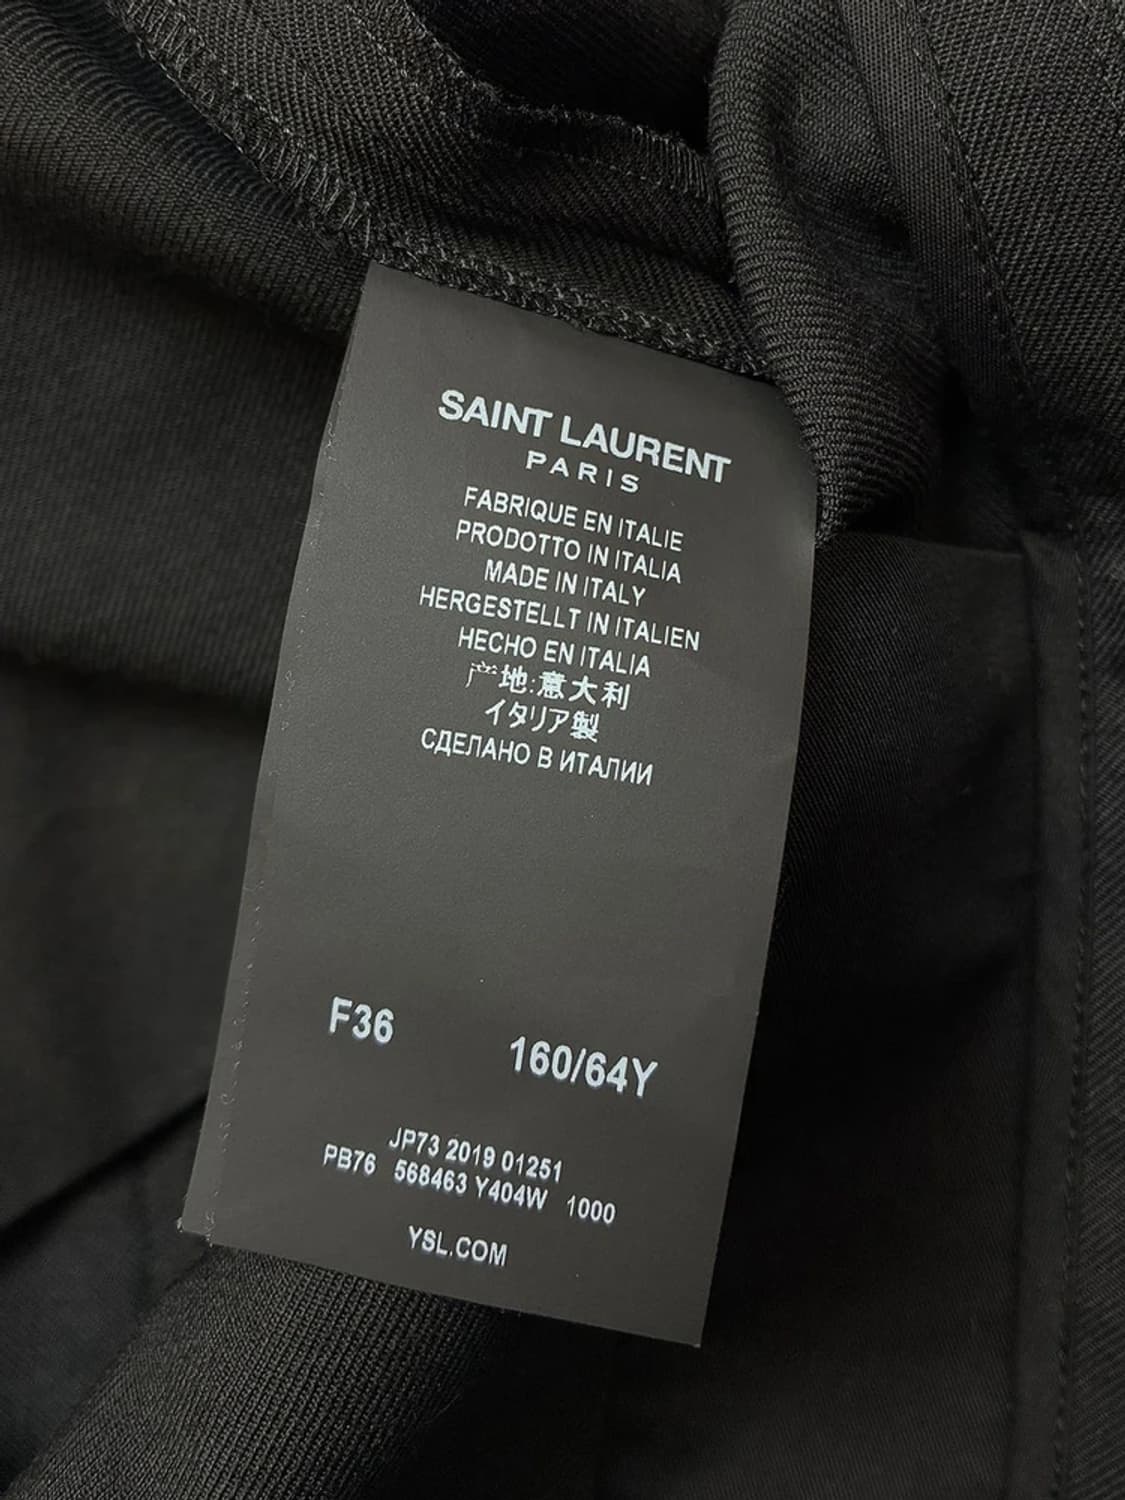 SAINT LAURENT
PARIS
FABRIQUE EN ITALIE
PRODOTTO IN ITALIA
MADE IN ITALY
HERGESTELLT IN ITALIEN
HECHO EN ITALIA
产地:意大利
イタリア製
СДЕЛАНО В ИТАЛИИ
F36 160/64Y
JP73 2019 01251
PB76 568463 Y404W 1000
YSL.COM